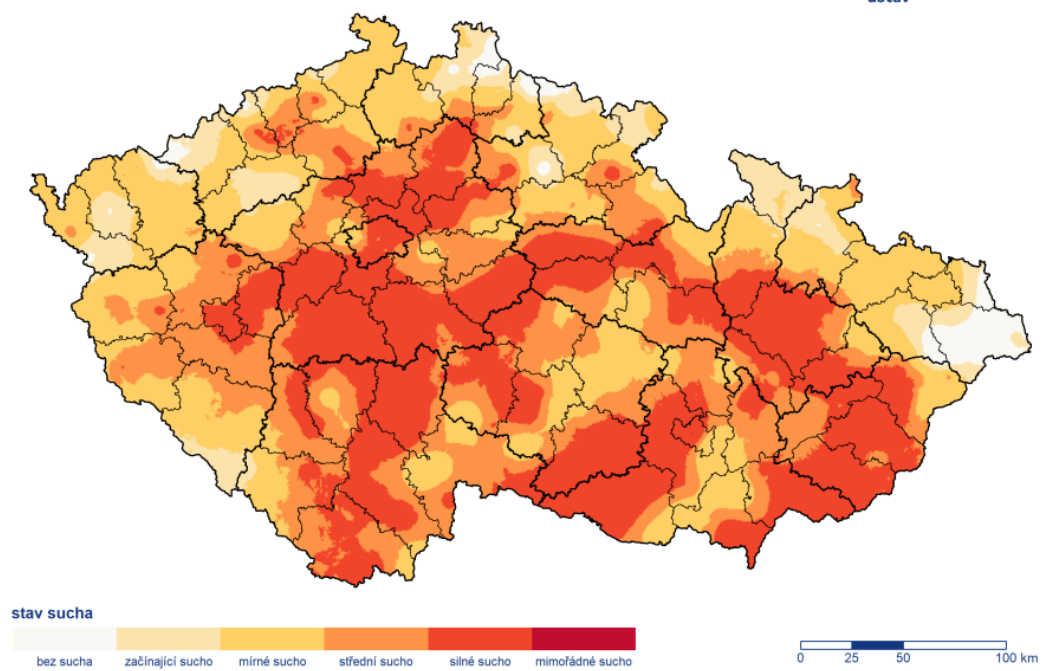 ústav
stav sucha
bez sucha
začínající sucho
mírné sucho
střední sucho
silné sucho
mimořádné sucho
0
25
50
100 km